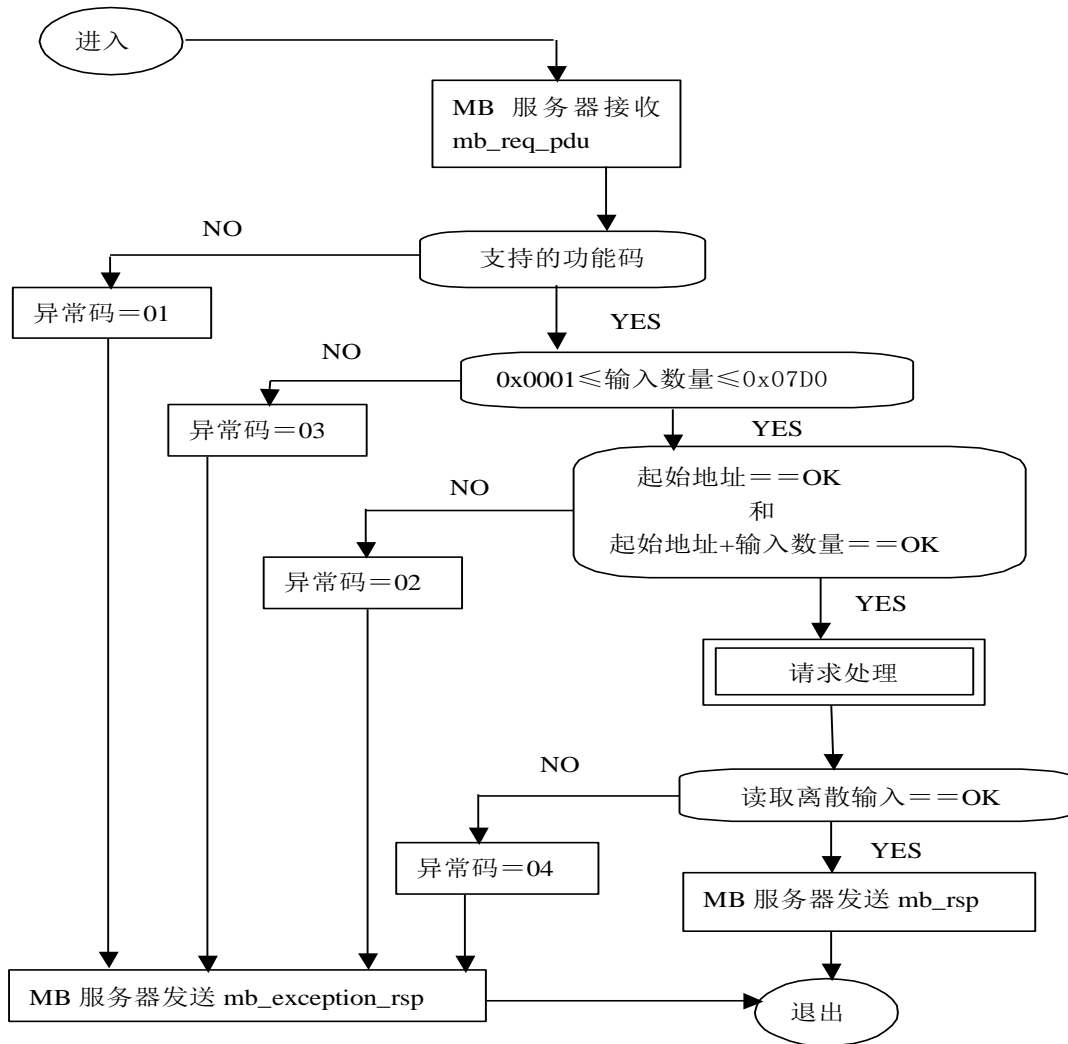 进入
MB 服务器接收
mb_req_pdu
NO
支持的功能码
异常码＝01
YES
NO
0x0001≤输入数量≤0x07D0
异常码＝03
YES
起始地址＝＝OK
NO
和
起始地址+输入数量＝＝OK
异常码＝02
YES
请求处理
NO
读取离散输入＝＝OK
YES
异常码＝04
MB 服务器发送 mb_rsp
MB 服务器发送 mb_exception_rsp
退出